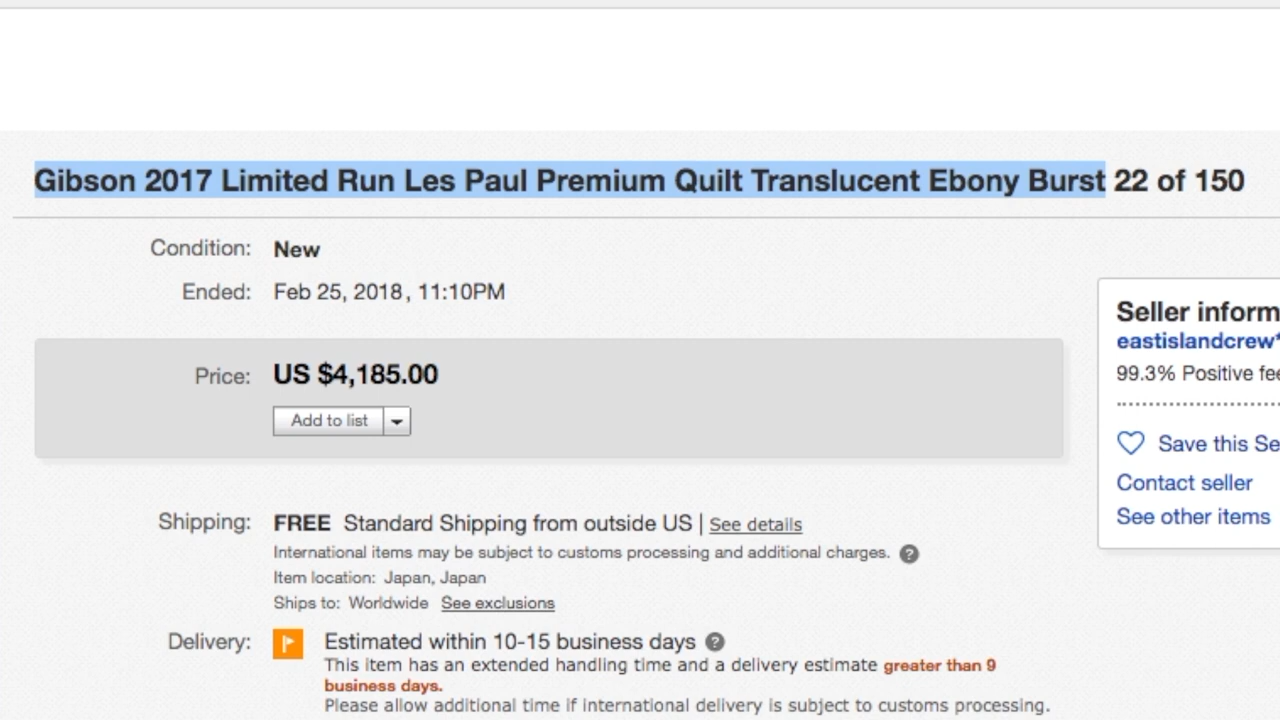 Gibson 2017 Limited Run Les Paul Premium Quilt Translucent Ebony Burst 22 of 150
Condition: New
Ended: Feb 25, 2018, 11:10PM
Price: US $4,185.00
Add to list
Seller inform
eastislandcrew*
99.3% Positive fee
Save this Se
Contact seller
See other items
Shipping: FREE Standard Shipping from outside US | See details
International items may be subject to customs processing and additional charges. ?
Item location: Japan, Japan
Ships to: Worldwide See exclusions
Delivery: Estimated within 10-15 business days ?
This item has an extended handling time and a delivery estimate greater than 9
business days.
Please allow additional time if international delivery is subject to customs processing.